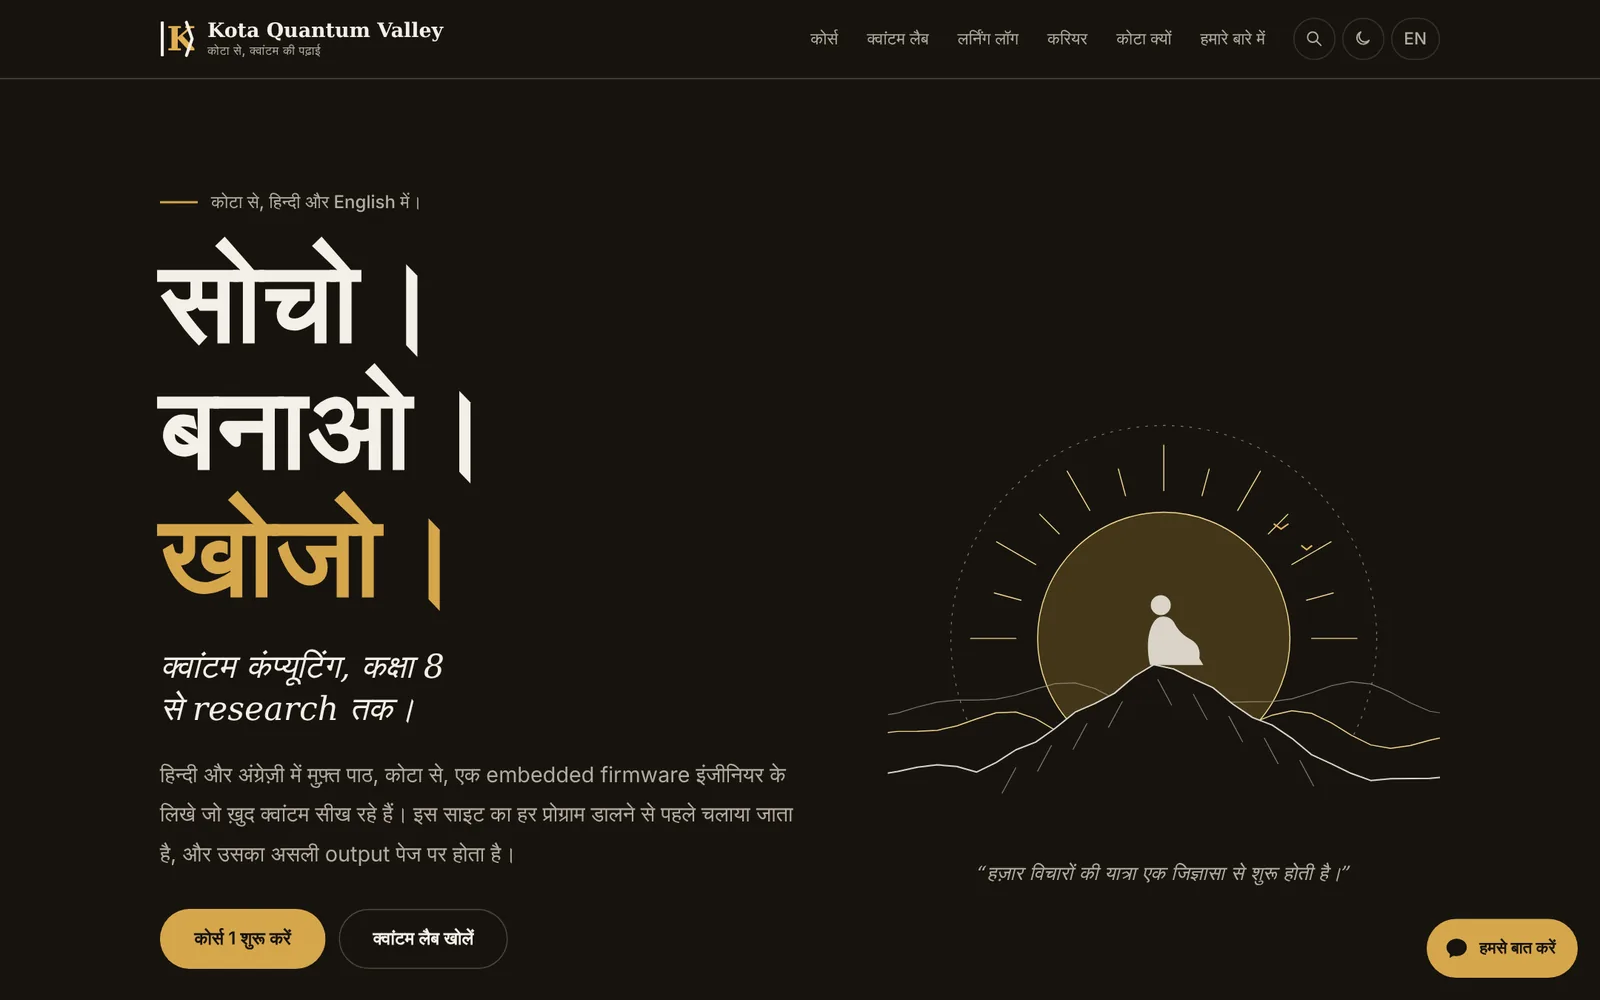 Kota Quantum Valley
कोटा से, क्वांटम की पढ़ाई
कोर्स
क्वांटम लैब
लर्निंग लॉग
करियर
कोटा क्यों
हमारे बारे में
EN
कोटा से, हिन्दी और English में।
सोचो।
बनाओ।
खोजो।
क्वांटम कंप्यूटिंग, कक्षा 8
से research तक।
हिन्दी और अंग्रेज़ी में मुफ़्त पाठ, कोटा से, एक embedded firmware इंजीनियर के
लिखे जो ख़ुद क्वांटम सीख रहे हैं। इस साइट का हर प्रोग्राम डालने से पहले चलाया जाता
है, और उसका असली output पेज पर होता है।
कोर्स 1 शुरू करें
क्वांटम लैब खोलें
“हज़ार विचारों की यात्रा एक जिज्ञासा से शुरू होती है।”
हमसे बात करें